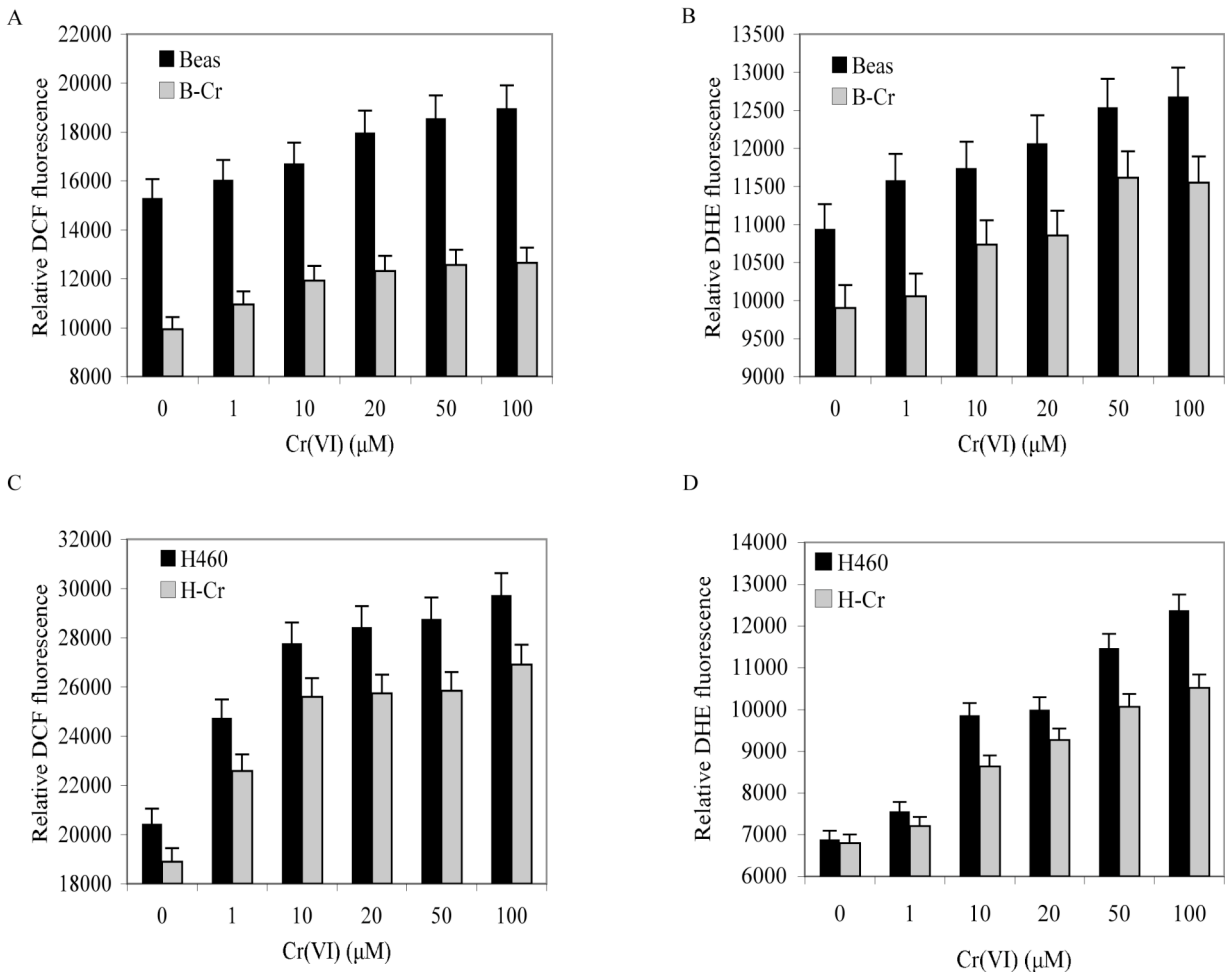 A
Relative DCF fluorescence
22000
20000
18000
16000
14000
12000
10000
8000
Beas
B-Cr
0 1 10 20 50 100
Cr(VI) (μM)
B
Relative DHE fluorescence
13500
13000
12500
12000
11500
11000
10500
10000
9500
9000
Beas
B-Cr
0 1 10 20 50 100
Cr(VI) (μM)
C
Relative DCF fluorescence
32000
30000
28000
26000
24000
22000
20000
18000
H460
H-Cr
0 1 10 20 50 100
Cr(VI) (μM)
D
Relative DHE fluorescence
14000
13000
12000
11000
10000
9000
8000
7000
6000
H460
H-Cr
0 1 10 20 50 100
Cr(VI) (μM)